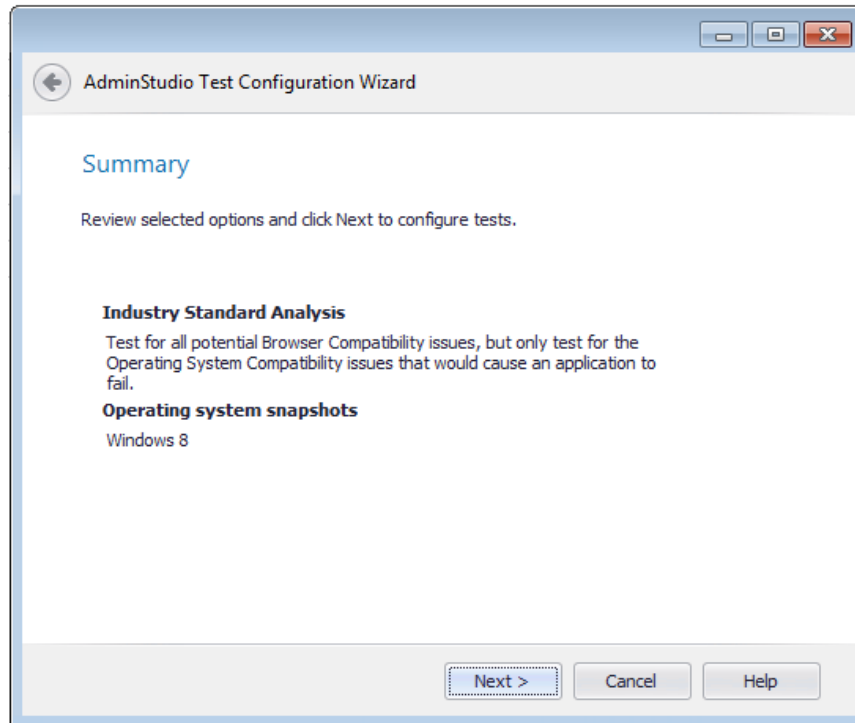 AdminStudio Test Configuration Wizard
Summary
Review selected options and click Next to configure tests.
Industry Standard Analysis
Test for all potential Browser Compatibility issues, but only test for the
Operating System Compatibility issues that would cause an application to
fail.
Operating system snapshots
Windows 8
Next > Cancel Help